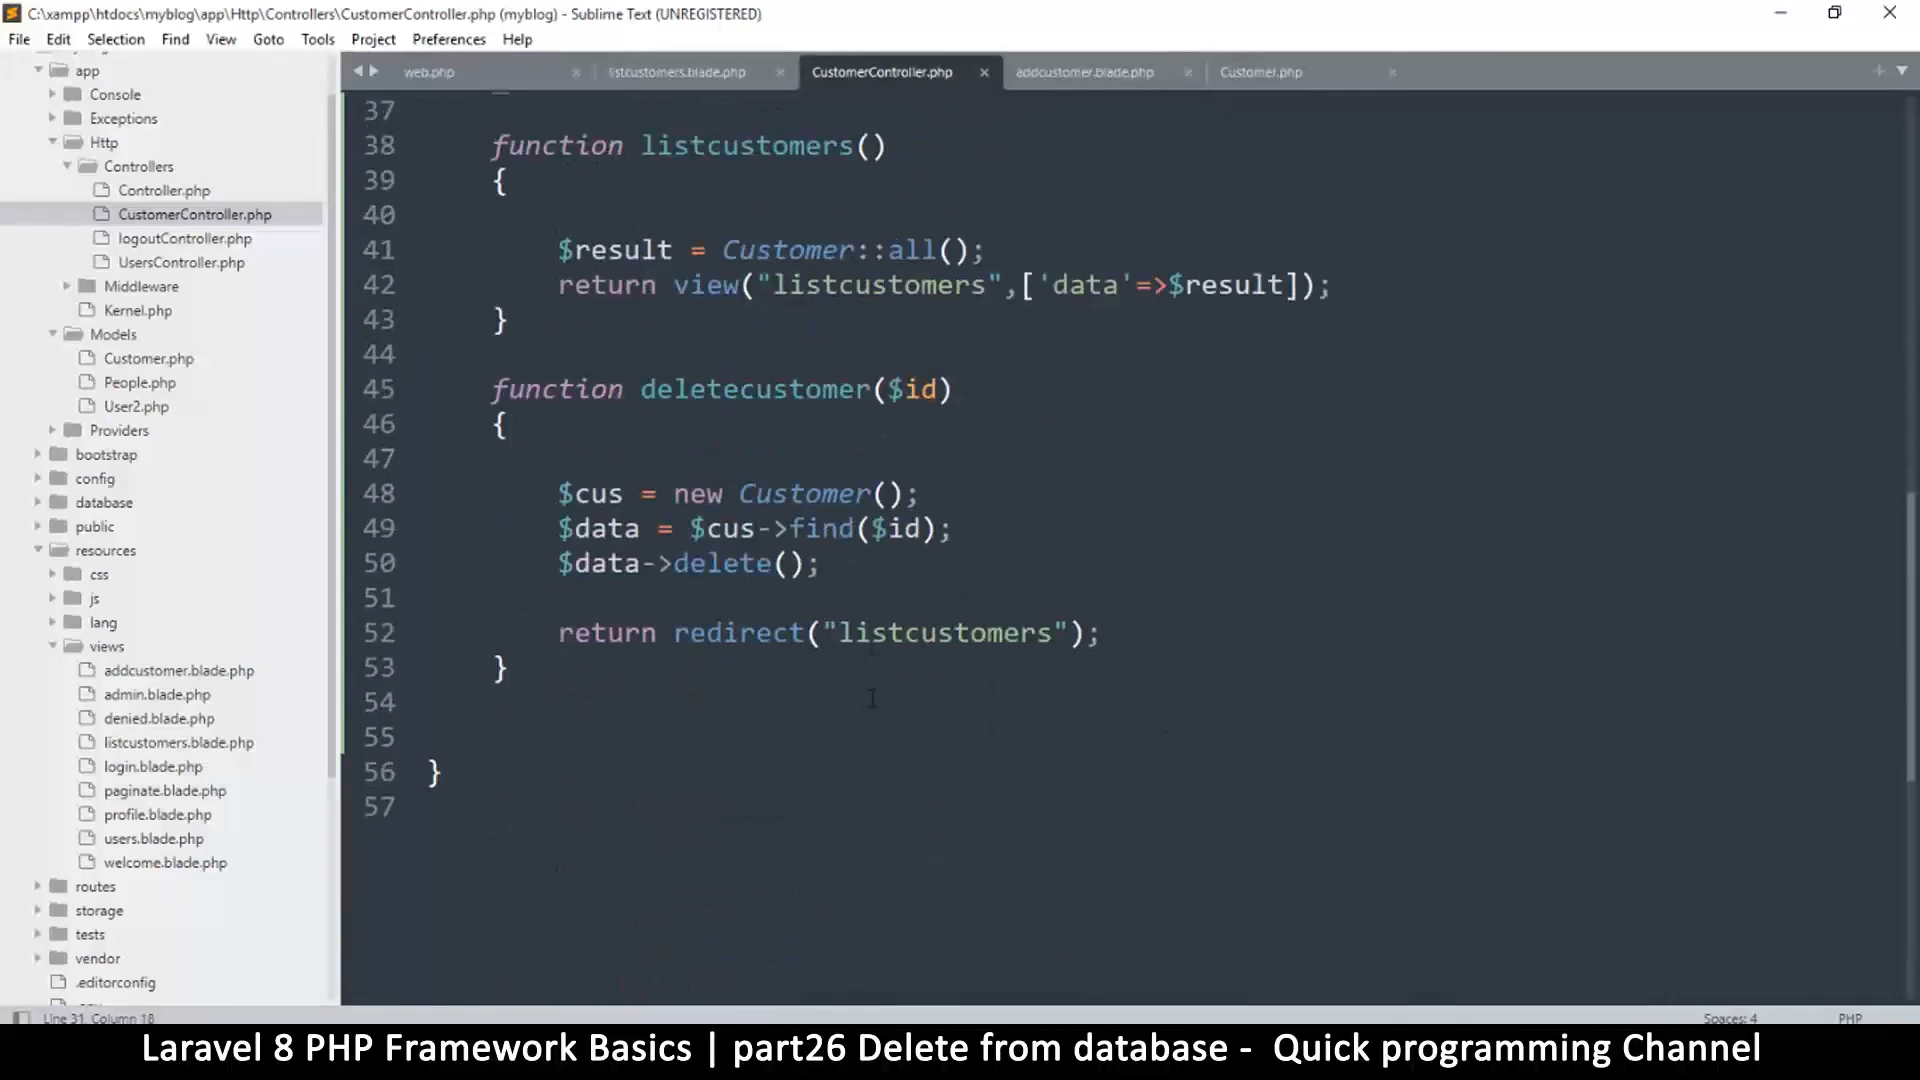 C:\xampp\htdocs\myblog\app\Http\Controllers\CustomerController.php (myblog) - Sublime Text (UNREGISTERED)
File Edit Selection Find View Goto Tools Project Preferences Help
app
Console
Exceptions
Http
Controllers
Controller.php
CustomerController.php
logoutController.php
UsersController.php
Middleware
Kernel.php
Models
Customer.php
People.php
User2.php
Providers
bootstrap
config
database
public
resources
css
js
lang
views
addcustomer.blade.php
admin.blade.php
denied.blade.php
listcustomers.blade.php
login.blade.php
paginate.blade.php
profile.blade.php
users.blade.php
welcome.blade.php
routes
storage
tests
vendor
.editorconfig
web.php listcustomers.blade.php CustomerController.php addcustomer.blade.php Customer.php
37
38 function listcustomers()
39 {
40
41 $result = Customer::all();
42 return view("listcustomers",['data'=>$result]);
43 }
44
45 function deletecustomer($id)
46 {
47
48 $cus = new Customer();
49 $data = $cus->find($id);
50 $data->delete();
51
52 return redirect("listcustomers");
53 }
54
55
56 }
57
Line 31, Column 18 Spaces: 4 PHP
Laravel 8 PHP Framework Basics | part26 Delete from database - Quick programming Channel